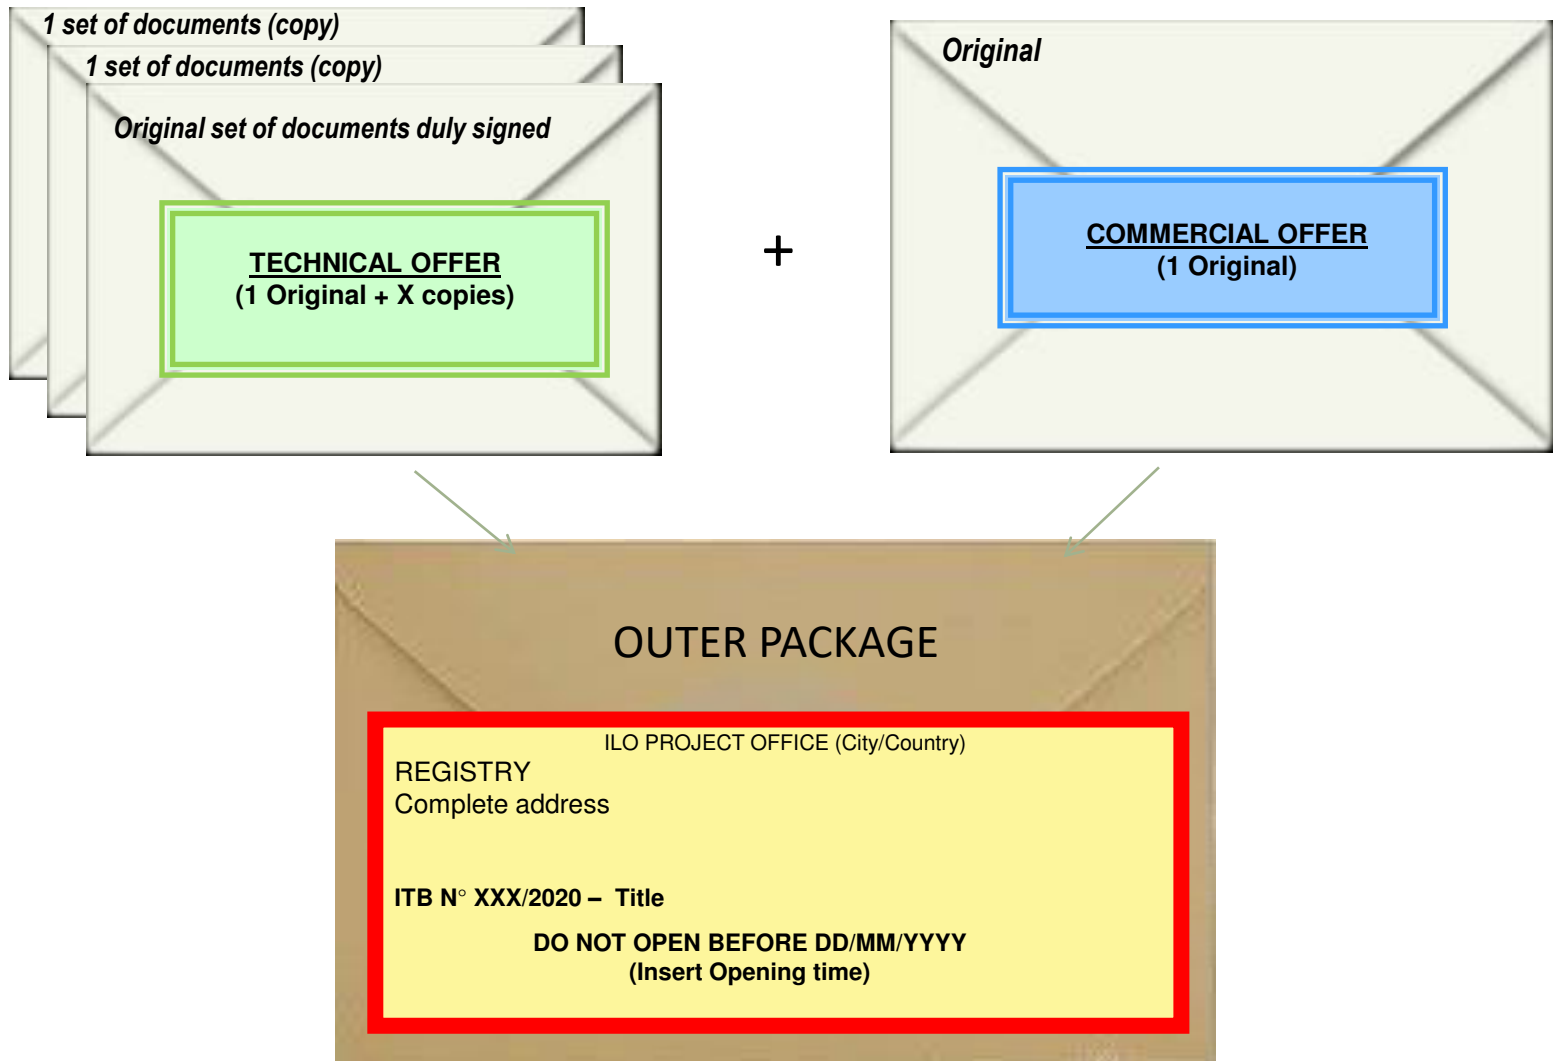 1 set of documents (copy)
1 set of documents (copy)
Original set of documents duly signed
TECHNICAL OFFER
(1 Original + X copies)
+
Original
COMMERCIAL OFFER
(1 Original)
OUTER PACKAGE
ILO PROJECT OFFICE (City/Country)
REGISTRY
Complete address
ITB N° XXX/2020 – Title
DO NOT OPEN BEFORE DD/MM/YYYY
(Insert Opening time)